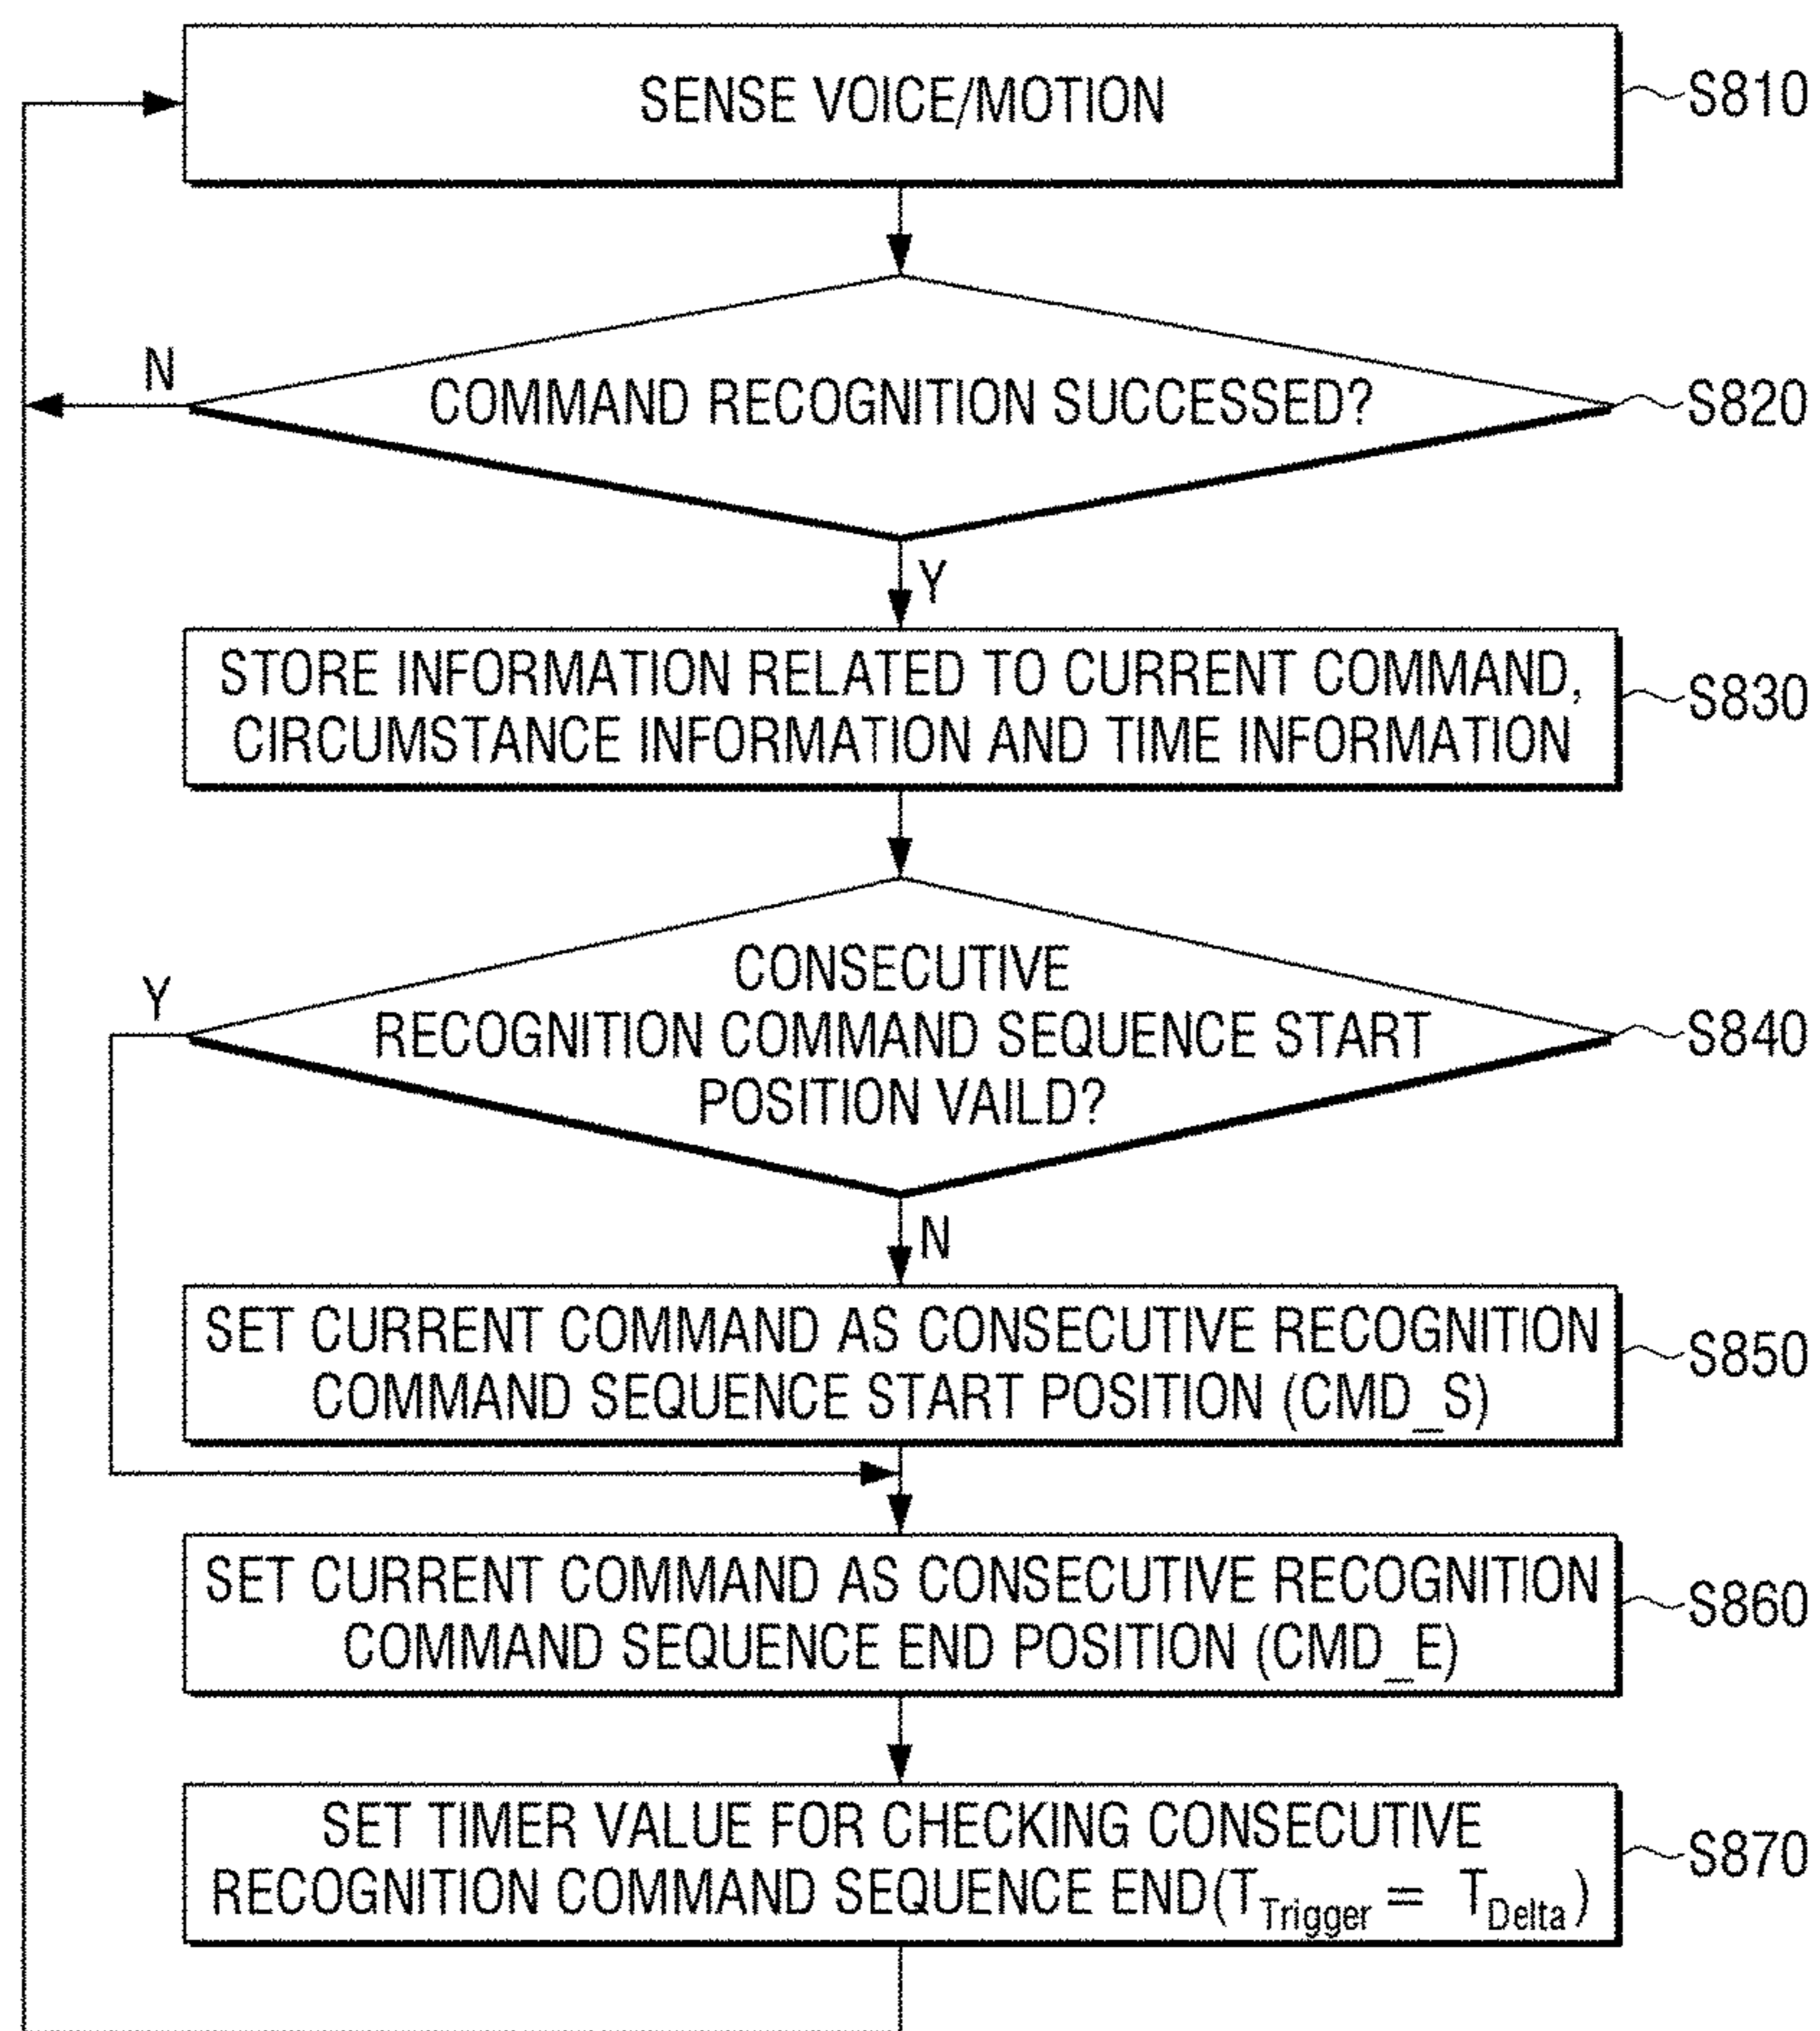 SENSE VOICE/MOTION
S810
N
COMMAND RECOGNITION SUCCESSED?
S820
Y
STORE INFORMATION RELATED TO CURRENT COMMAND,
CIRCUMSTANCE INFORMATION AND TIME INFORMATION
S830
Y
CONSECUTIVE
RECOGNITION COMMAND SEQUENCE START
POSITION VAILD?
S840
N
SET CURRENT COMMAND AS CONSECUTIVE RECOGNITION
COMMAND SEQUENCE START POSITION (CMD_S)
S850
SET CURRENT COMMAND AS CONSECUTIVE RECOGNITION
COMMAND SEQUENCE END POSITION (CMD_E)
S860
SET TIMER VALUE FOR CHECKING CONSECUTIVE
RECOGNITION COMMAND SEQUENCE END(TTrigger = TDelta)
S870